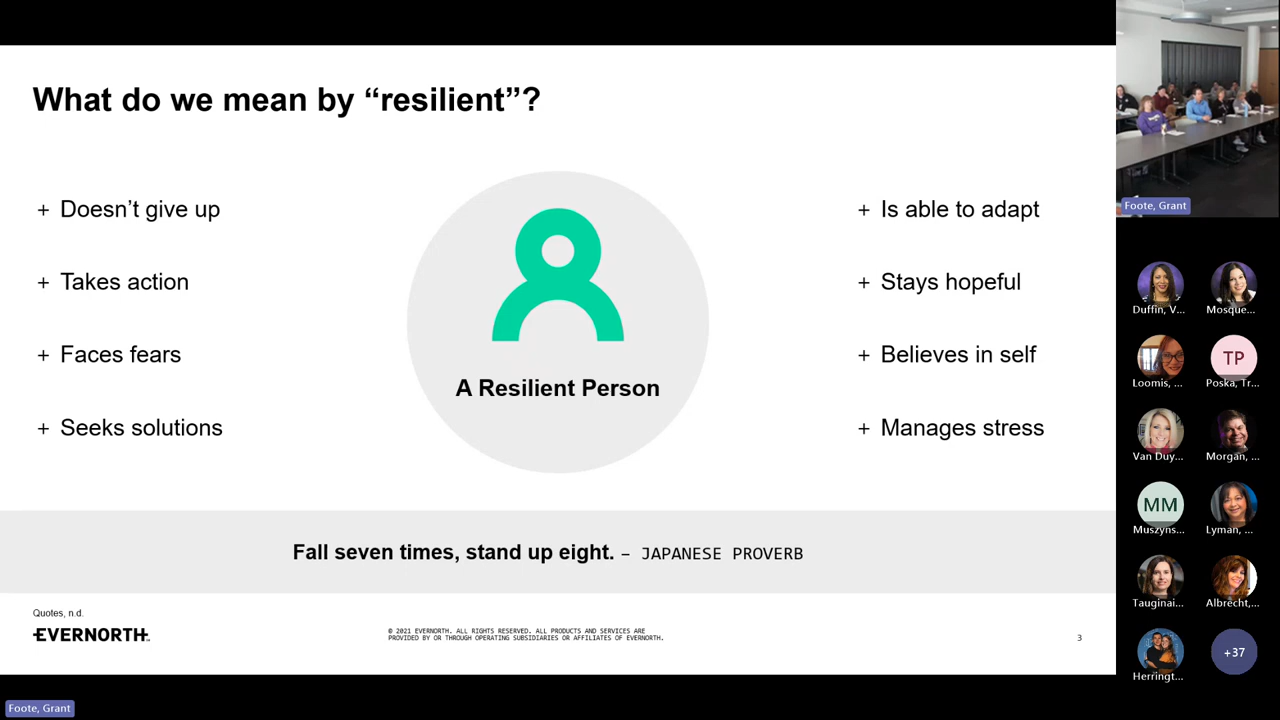 What do we mean by “resilient”?
+ Doesn’t give up
+ Takes action
+ Faces fears
+ Seeks solutions
A Resilient Person
+ Is able to adapt
+ Stays hopeful
+ Believes in self
+ Manages stress
Fall seven times, stand up eight. – JAPANESE PROVERB
Quotes, n.d.
EVERNORTH
© 2021 EVERNORTH. ALL RIGHTS RESERVED. ALL PRODUCTS AND SERVICES ARE
PROVIDED BY OR THROUGH OPERATING SUBSIDIARIES OR AFFILIATES OF EVERNORTH.
3
Foote, Grant
Foote, Grant
Duffin, V...
Mosque...
Loomis, ...
TP
Poska, Tr...
Van Duy...
Morgan, ...
MM
Muszyns...
Lyman, ...
Tauginai...
Albrecht,...
Herringt...
+37